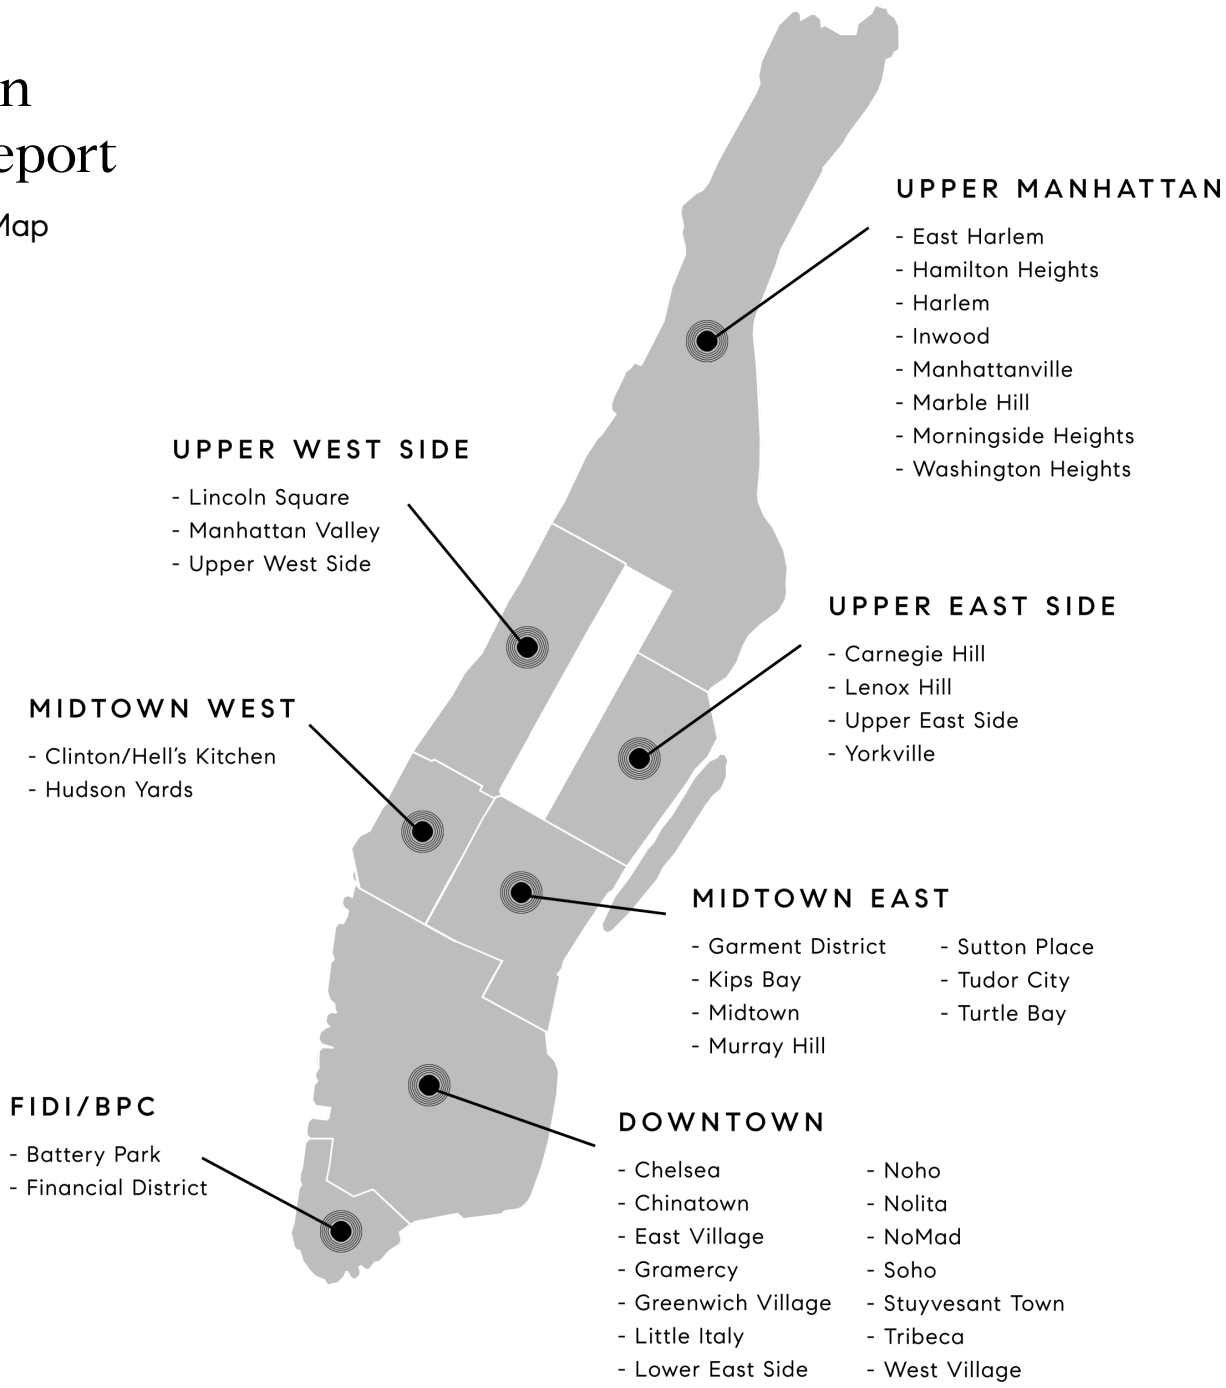 n
eport
Map
UPPER MANHATTAN
- East Harlem
- Hamilton Heights
- Harlem
- Inwood
- Manhattanville
- Marble Hill
- Morningside Heights
- Washington Heights
UPPER WEST SIDE
- Lincoln Square
- Manhattan Valley
- Upper West Side
UPPER EAST SIDE
- Carnegie Hill
- Lenox Hill
- Upper East Side
- Yorkville
MIDTOWN WEST
- Clinton/Hell's Kitchen
- Hudson Yards
MIDTOWN EAST
- Garment District
- Kips Bay
- Midtown
- Murray Hill
- Sutton Place
- Tudor City
- Turtle Bay
FIDI/BPC
- Battery Park
- Financial District
DOWNTOWN
- Chelsea
- Chinatown
- East Village
- Gramercy
- Greenwich Village
- Little Italy
- Lower East Side
- Noho
- Nolita
- NoMad
- Soho
- Stuyvesant Town
- Tribeca
- West Village